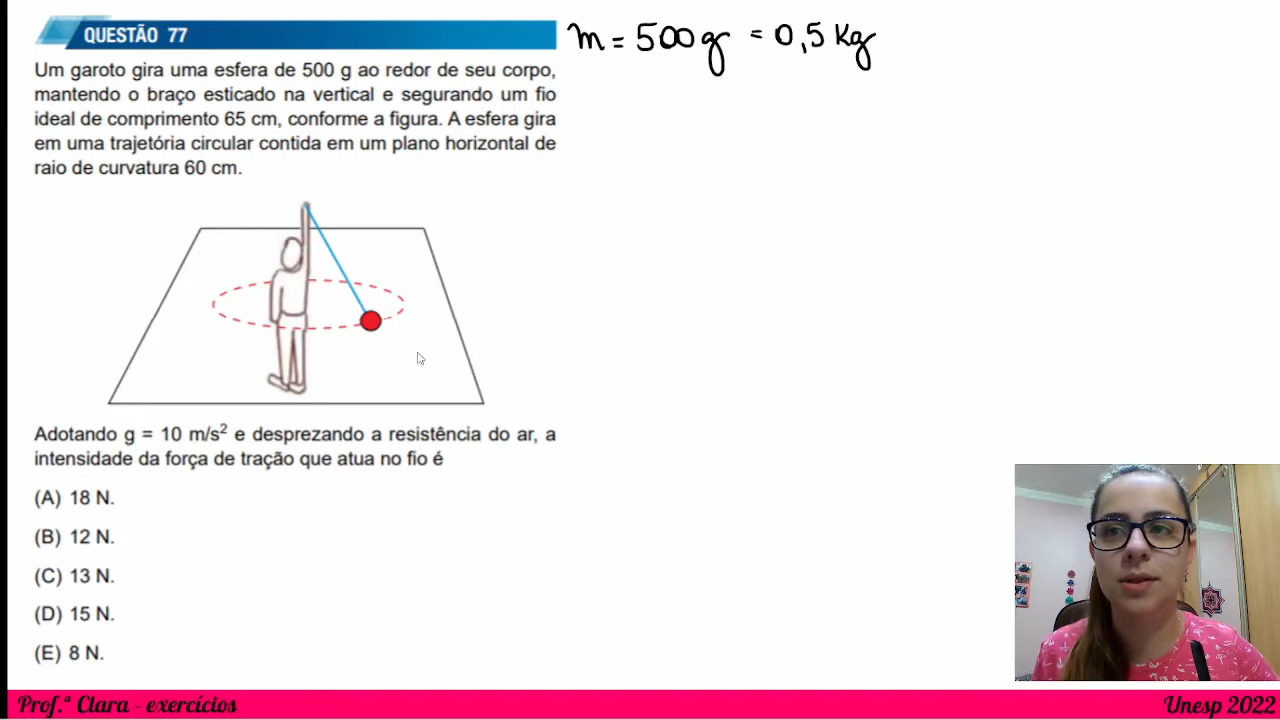 QUESTÃO 77
m = 500g = 0,5 Kg
Um garoto gira uma esfera de 500 g ao redor de seu corpo,
mantendo o braço esticado na vertical e segurando um fio
ideal de comprimento 65 cm, conforme a figura. A esfera gira
em uma trajetória circular contida em um plano horizontal de
raio de curvatura 60 cm.
Adotando g = 10 m/s² e desprezando a resistência do ar, a
intensidade da força de tração que atua no fio é
(A) 18 N.
(B) 12 N.
(C) 13 N.
(D) 15 N.
(E) 8 N.
Prof.ª Clara - exercícios
Unesp 2022